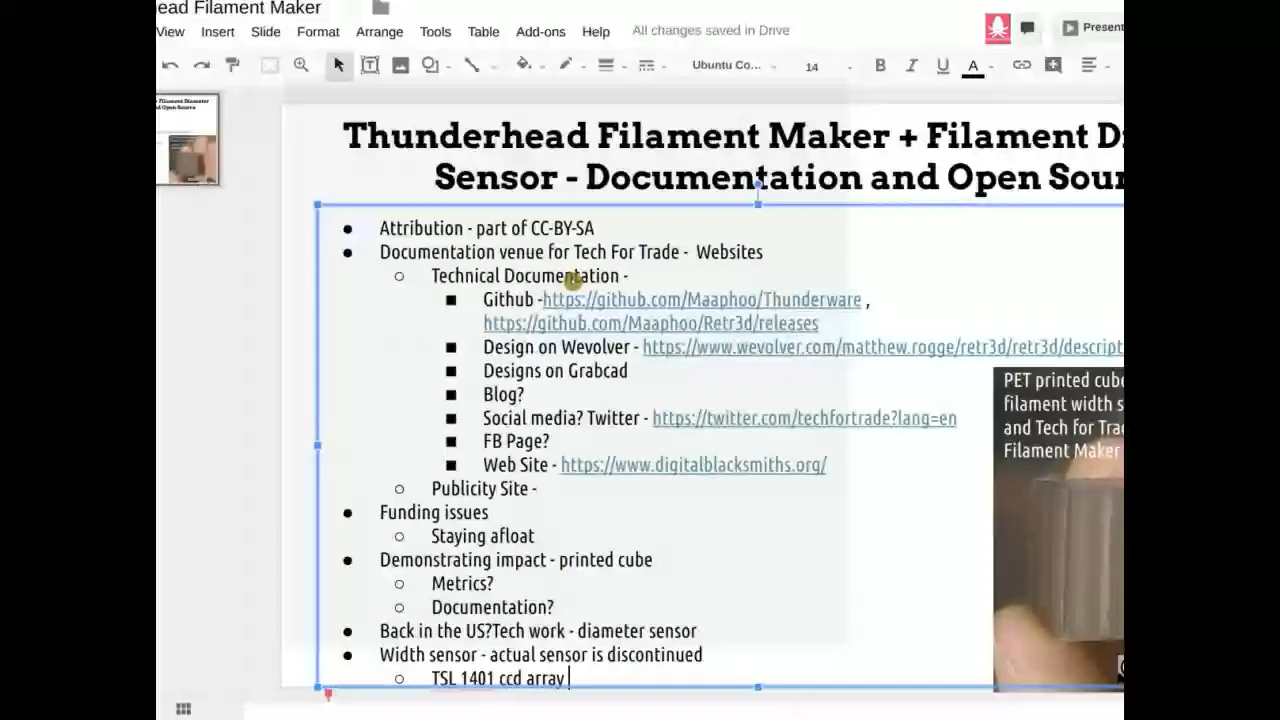 ead Filament Maker
View Insert Slide Format Arrange Tools Table Add-ons Help All changes saved in Drive
Present
Ubuntu Co... 14 B I U A
Thunderhead Filament Maker + Filament Di
Sensor - Documentation and Open Sour
● Attribution - part of CC-BY-SA
● Documentation venue for Tech For Trade - Websites
○ Technical Documentation -
■ Github -https://github.com/Maaphoo/Thunderware ,
https://github.com/Maaphoo/Retr3d/releases
■ Design on Wevolver - https://www.wevolver.com/matthew.rogge/retr3d/retr3d/descript
■ Designs on Grabcad
■ Blog?
■ Social media? Twitter - https://twitter.com/techfortrade?lang=en
■ FB Page?
■ Web Site - https://www.digitalblacksmiths.org/
○ Publicity Site -
● Funding issues
○ Staying afloat
● Demonstrating impact - printed cube
○ Metrics?
○ Documentation?
● Back in the US?Tech work - diameter sensor
● Width sensor - actual sensor is discontinued
○ TSL 1401 ccd array
PET printed cube
filament width s
and Tech for Tra
Filament Maker